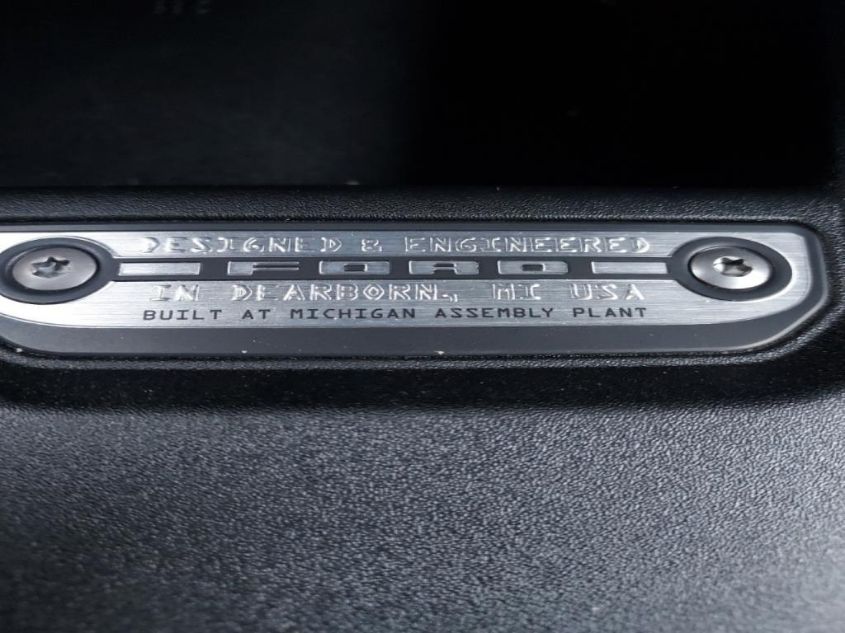 DESIGNED & ENGINEERED
FORD
IN DEARBORN, MI USA
BUILT AT MICHIGAN ASSEMBLY PLANT